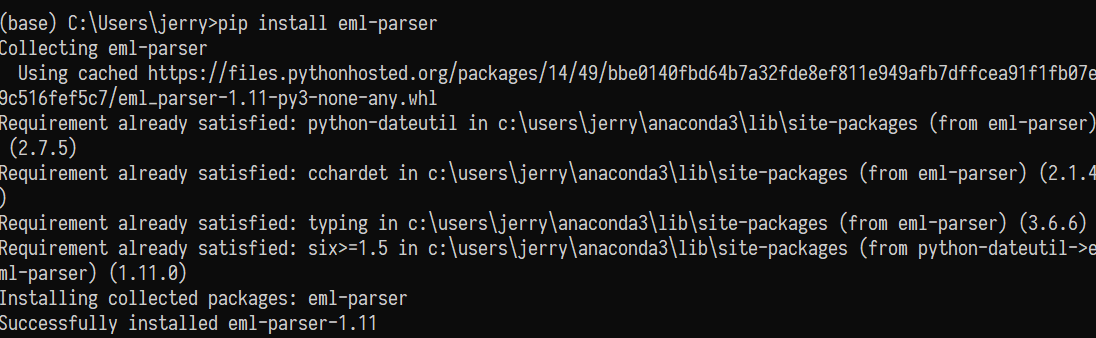 (base) C:\Users\jerry>pip install eml-parser
Collecting eml-parser
  Using cached https://files.pythonhosted.org/packages/14/49/bbe0140fbd64b7a32fde8ef811e949afb7dffcea91f1fb07e
9c516fef5c7/eml_parser-1.11-py3-none-any.whl
Requirement already satisfied: python-dateutil in c:\users\jerry\anaconda3\lib\site-packages (from eml-parser)
 (2.7.5)
Requirement already satisfied: cchardet in c:\users\jerry\anaconda3\lib\site-packages (from eml-parser) (2.1.4
)
Requirement already satisfied: typing in c:\users\jerry\anaconda3\lib\site-packages (from eml-parser) (3.6.6)
Requirement already satisfied: six>=1.5 in c:\users\jerry\anaconda3\lib\site-packages (from python-dateutil->e
ml-parser) (1.11.0)
Installing collected packages: eml-parser
Successfully installed eml-parser-1.11